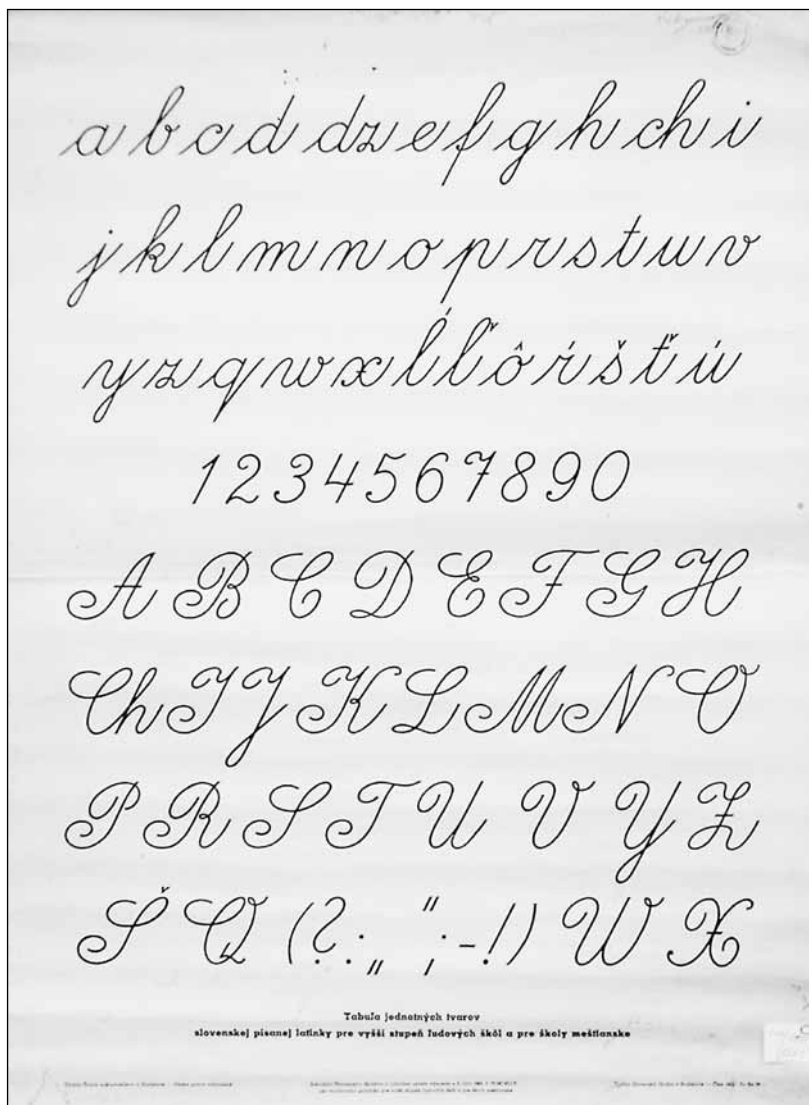 a b c d dz e f g h ch i
j k l m n o p r s t u v
y z q w x ĺ ľ ô ŕ š ť ú
1 2 3 4 5 6 7 8 9 0
A B C D E F G H
Ch I J K L M N O
P R S T U V Y Z
Š Q ( ? : „ " ; - ! ) W X
Tabuľa jednotných tvarov
slovenskej písanej latinky pre vyšší stupeň ľudových škôl a pre školy meštianske